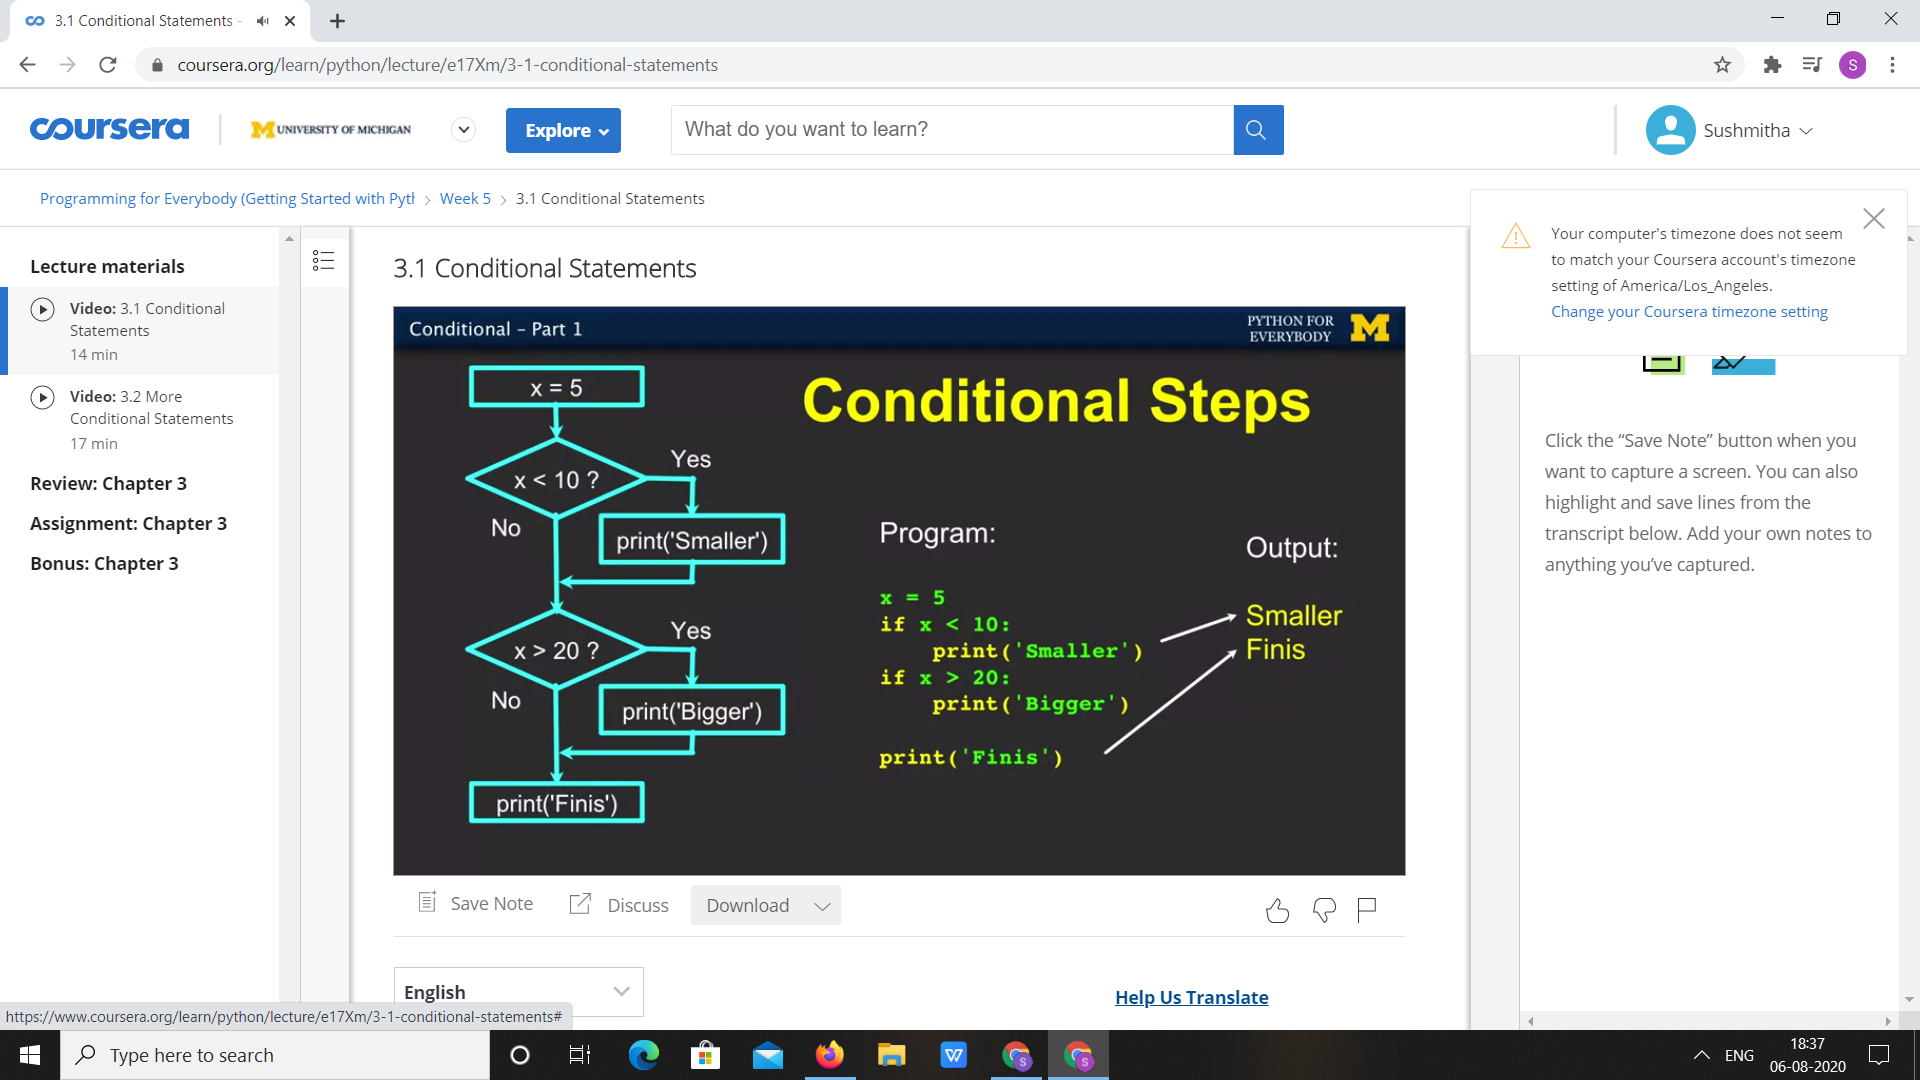 3.1 Conditional Statements -
coursera.org/learn/python/lecture/e17Xm/3-1-conditional-statements
S
coursera
M UNIVERSITY OF MICHIGAN
Explore
What do you want to learn?
Sushmitha
Programming for Everybody (Getting Started with Pyth
Week 5
3.1 Conditional Statements
Your computer's timezone does not seem
to match your Coursera account's timezone
setting of America/Los_Angeles.
Change your Coursera timezone setting
Lecture materials
Video: 3.1 Conditional
Statements
14 min
Video: 3.2 More
Conditional Statements
17 min
Review: Chapter 3
Assignment: Chapter 3
Bonus: Chapter 3
3.1 Conditional Statements
Conditional - Part 1
PYTHON FOR
EVERYBODY
M
Conditional Steps
x = 5
x < 10 ?
Yes
No
print('Smaller')
x > 20 ?
Yes
No
print('Bigger')
print('Finis')
Program:
x = 5
if x < 10:
print('Smaller')
if x > 20:
print('Bigger')
print('Finis')
Output:
Smaller
Finis
Click the “Save Note” button when you
want to capture a screen. You can also
highlight and save lines from the
transcript below. Add your own notes to
anything you’ve captured.
Save Note
Discuss
Download
English
Help Us Translate
https://www.coursera.org/learn/python/lecture/e17Xm/3-1-conditional-statements#
Type here to search
W
S
S
ENG
18:37
06-08-2020